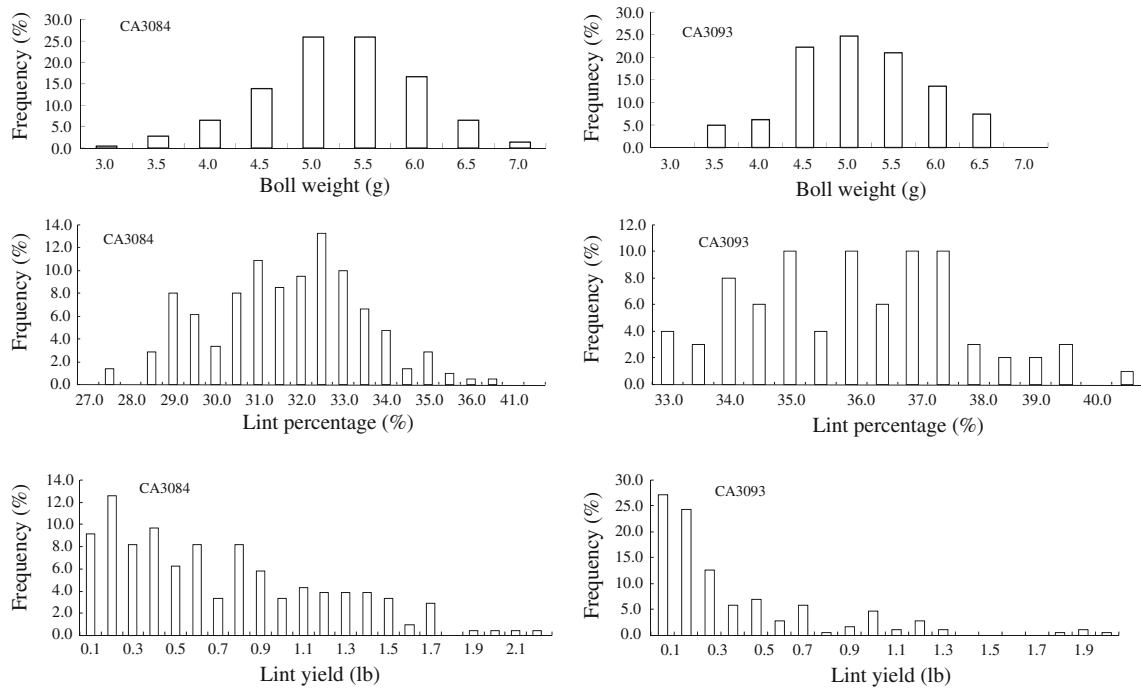 CA3084
Frequency (%)
30.0
25.0
20.0
15.0
10.0
5.0
0.0
3.0 3.5 4.0 4.5 5.0 5.5 6.0 6.5 7.0
Boll weight (g)
CA3093
Frequnecy (%)
30.0
25.0
20.0
15.0
10.0
5.0
0.0
3.0 3.5 4.0 4.5 5.0 5.5 6.0 6.5 7.0
Boll weight (g)
CA3084
Frquency (%)
14.0
12.0
10.0
8.0
6.0
4.0
2.0
0.0
27.0 28.0 29.0 30.0 31.0 32.0 33.0 34.0 35.0 36.0 41.0
Lint percentage (%)
CA3093
Frequency (%)
12.0
10.0
8.0
6.0
4.0
2.0
0.0
33.0 34.0 35.0 36.0 37.0 38.0 39.0 40.0
Lint percentage (%)
CA3084
Frequency (%)
14.0
12.0
10.0
8.0
6.0
4.0
2.0
0.0
0.1 0.3 0.5 0.7 0.9 1.1 1.3 1.5 1.7 1.9 2.1
Lint yield (lb)
CA3093
Frequency (%)
30.0
25.0
20.0
15.0
10.0
5.0
0.0
0.1 0.3 0.5 0.7 0.9 1.1 1.3 1.5 1.7 1.9
Lint yield (lb)